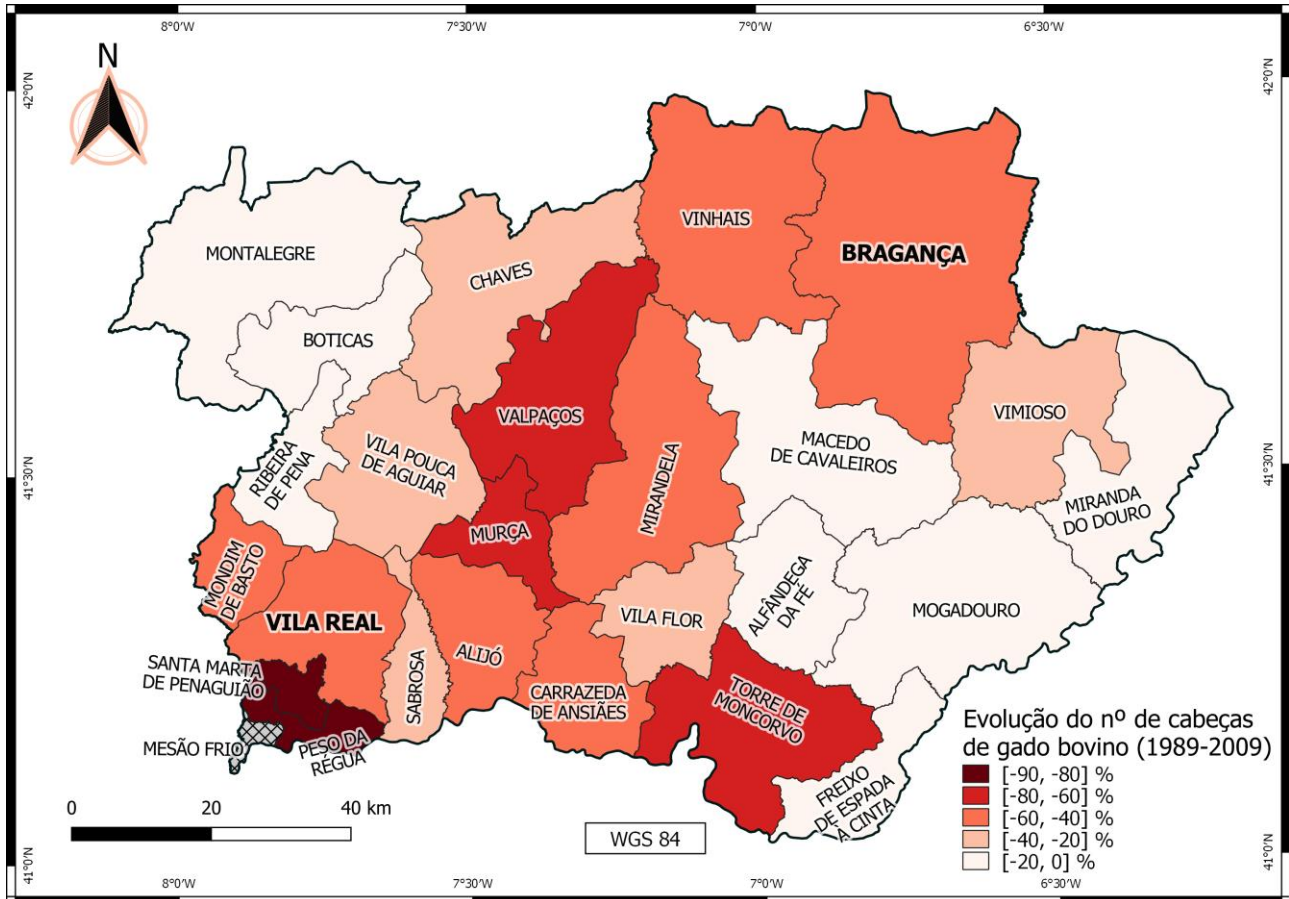 8°0'W
7°30'W
7°0'W
6°30'W
N
42°0'N
42°0'N
VINHAIS
BRAGANÇA
MONTALEGRE
CHAVES
BOTICAS
VALPAÇOS
VIMIOSO
MACEDO
DE CAVALEIROS
VILA POUCA
DE AGUIAR
RIBEIRA
DE PENA
MIRANDELA
41°30'N
41°30'N
MIRANDA
DO DOURO
MURÇA
MONDIM
DE BASTO
ALFÂNDEGA
DA FÉ
MOGADOURO
VILA REAL
VILA FLOR
ALIJÓ
SABROSA
SANTA MARTA
DE PENAGUIÃO
CARRAZEDA
DE ANSIÃES
TORRE DE
MONCORVO
MESÃO FRIO
PESO DA
RÉGUA
FREIXO
DE ESPADA
À CINTA
Evolução do nº de cabeças
de gado bovino (1989-2009)
[-90, -80] %
[-80, -60] %
[-60, -40] %
[-40, -20] %
[-20, 0] %
0 20 40 km
WGS 84
41°0'N
41°0'N
8°0'W
7°30'W
7°0'W
6°30'W